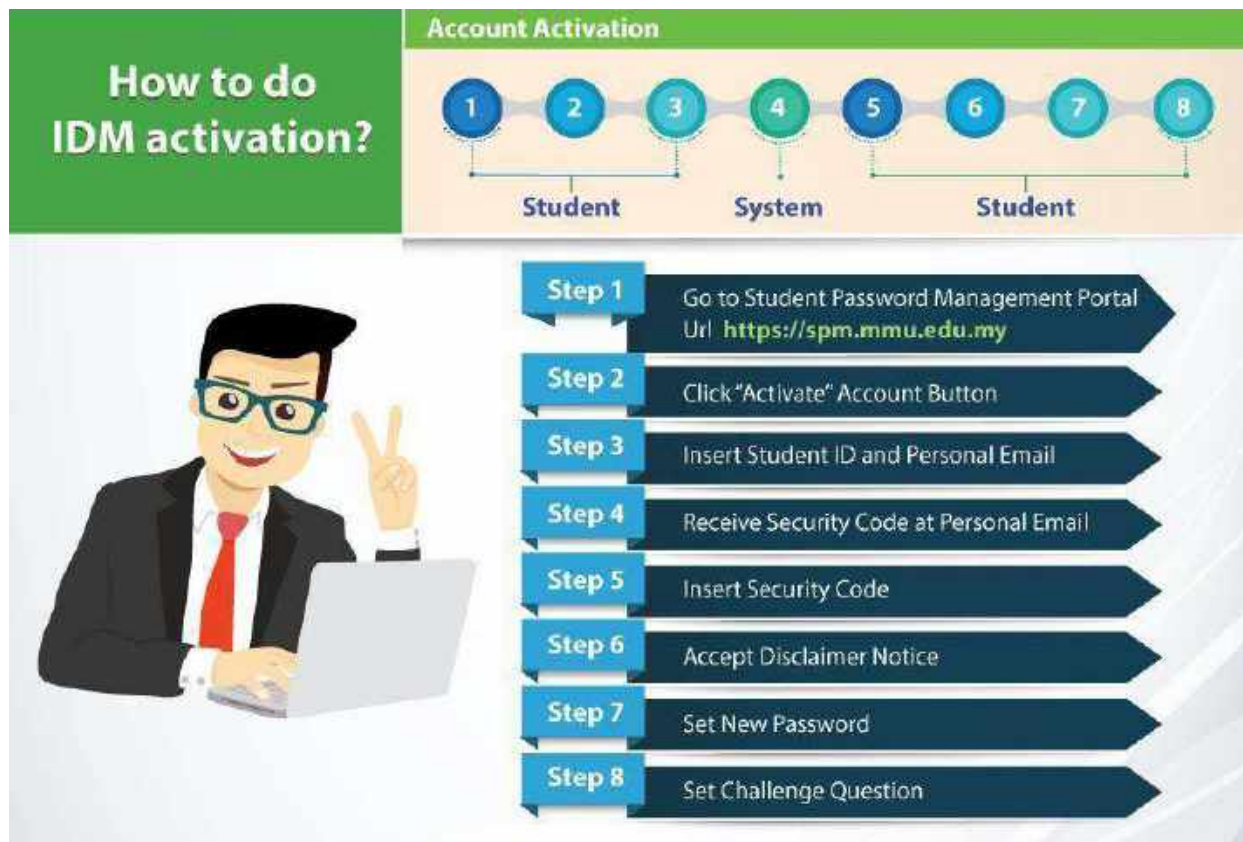 How to do
IDM activation?
Account Activation
1 2 3 4 5 6 7 8
Student System Student
Step 1
Go to Student Password Management Portal
Url https://spm.mmu.edu.my
Step 2
Click "Activate" Account Button
Step 3
Insert Student ID and Personal Email
Step 4
Receive Security Code at Personal Email
Step 5
Insert Security Code
Step 6
Accept Disclaimer Notice
Step 7
Set New Password
Step 8
Set Challenge Question